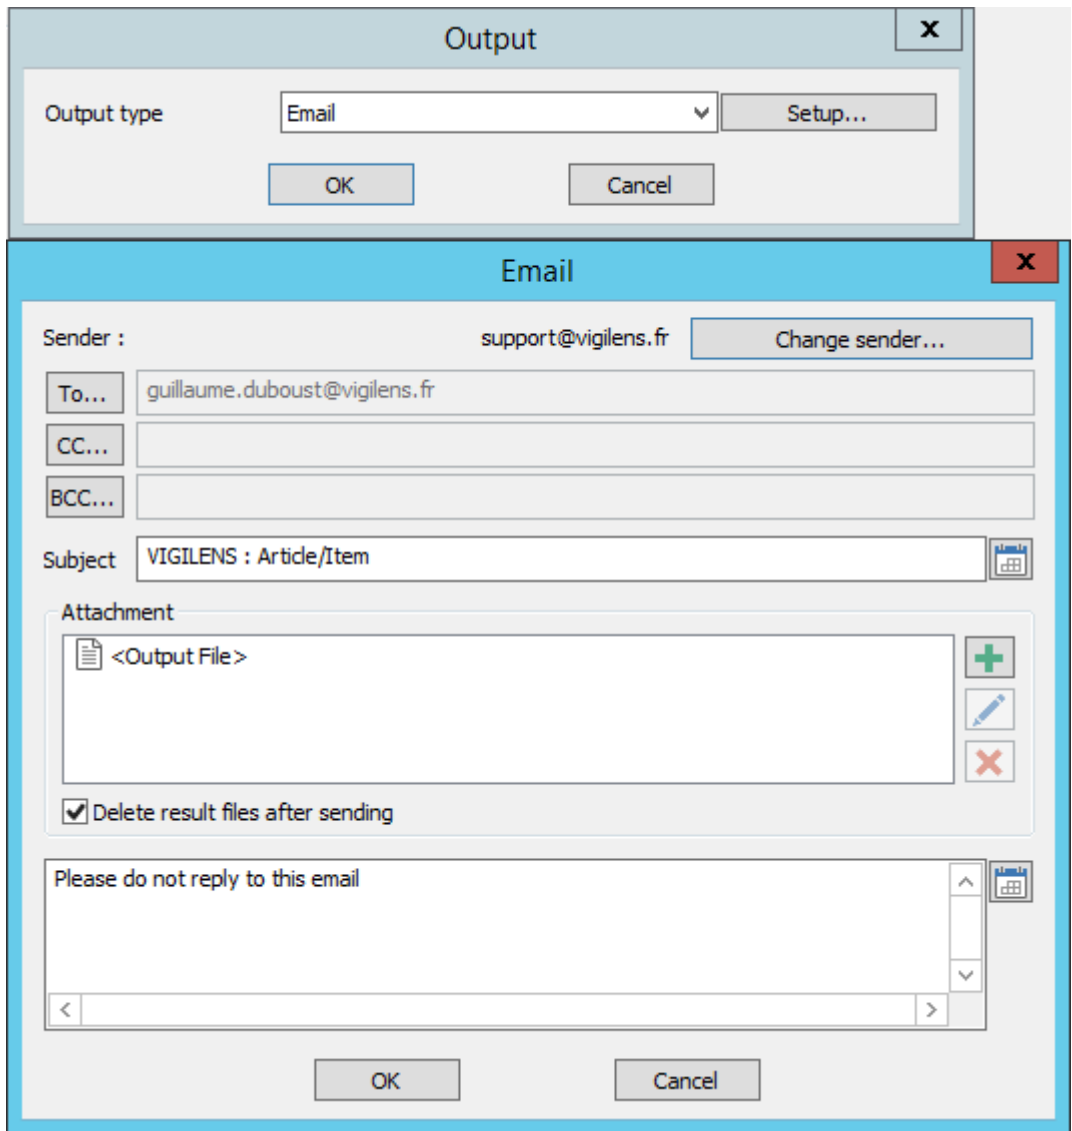 Output
x
Output type
Email
Setup...
OK
Cancel
Email
x
Sender :
support@vigilens.fr
Change sender...
To...
guillaume.duboust@vigilens.fr
CC...
BCC...
Subject
VIGILENS : Article/Item
Attachment
<Output File>
Delete result files after sending
Please do not reply to this email
OK
Cancel